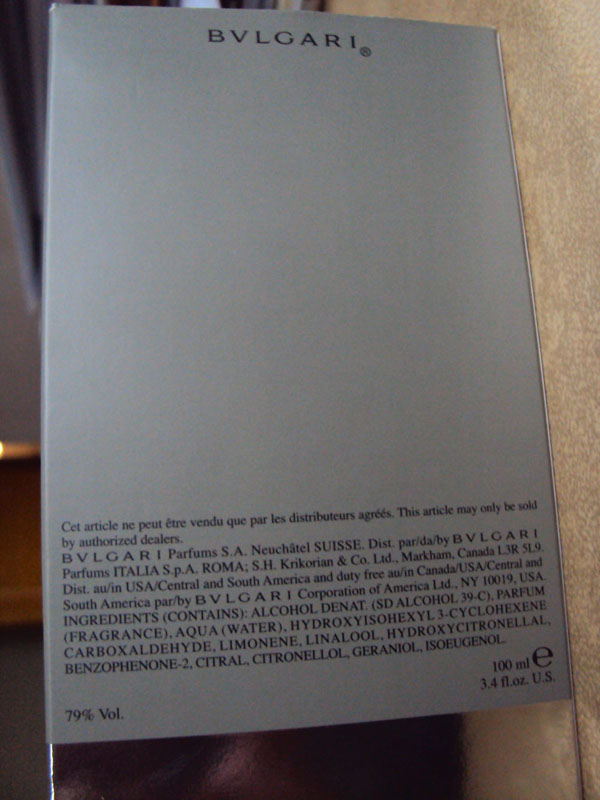 BVLGARI®
Cet article ne peut être vendu que par les distributeurs agréés. This article may only be sold
by authorized dealers.
BVLGARI Parfums S.A. Neuchâtel SUISSE. Dist. par/da/by BVLGARI
Parfums ITALIA S.p.A. ROMA; S.H. Krikorian & Co. Ltd., Markham, Canada L3R 5L9.
Dist. au/in USA/Central and South America and duty free au/in Canada/USA/Central and
South America par/by BVLGARI Corporation of America Ltd., NY 10019, USA.
INGREDIENTS (CONTAINS): ALCOHOL DENAT. (SD ALCOHOL 39-C), PARFUM
(FRAGRANCE), AQUA (WATER), HYDROXYISOHEXYL 3-CYCLOHEXENE
CARBOXALDEHYDE, LIMONENE, LINALOOL, HYDROXYCITRONELLAL,
BENZOPHENONE-2, CITRAL, CITRONELLOL, GERANIOL, ISOEUGENOL.
100 ml ℮
3.4 fl.oz. U.S.
79% Vol.